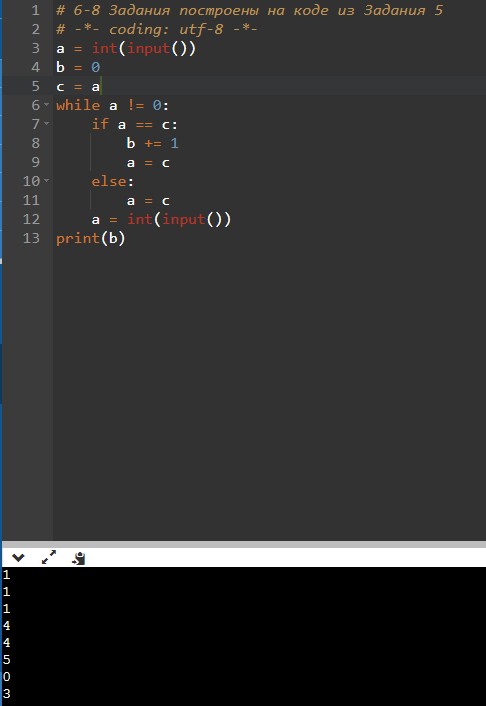 1 # 6-8 Задания построены на коде из Задания 5
2 # -*- coding: utf-8 -*-
3 a = int(input())
4 b = 0
5 c = a
6 while a != 0:
7     if a == c:
8         b += 1
9         a = c
10     else:
11         a = c
12     a = int(input())
13 print(b)
1
1
1
4
4
5
0
3